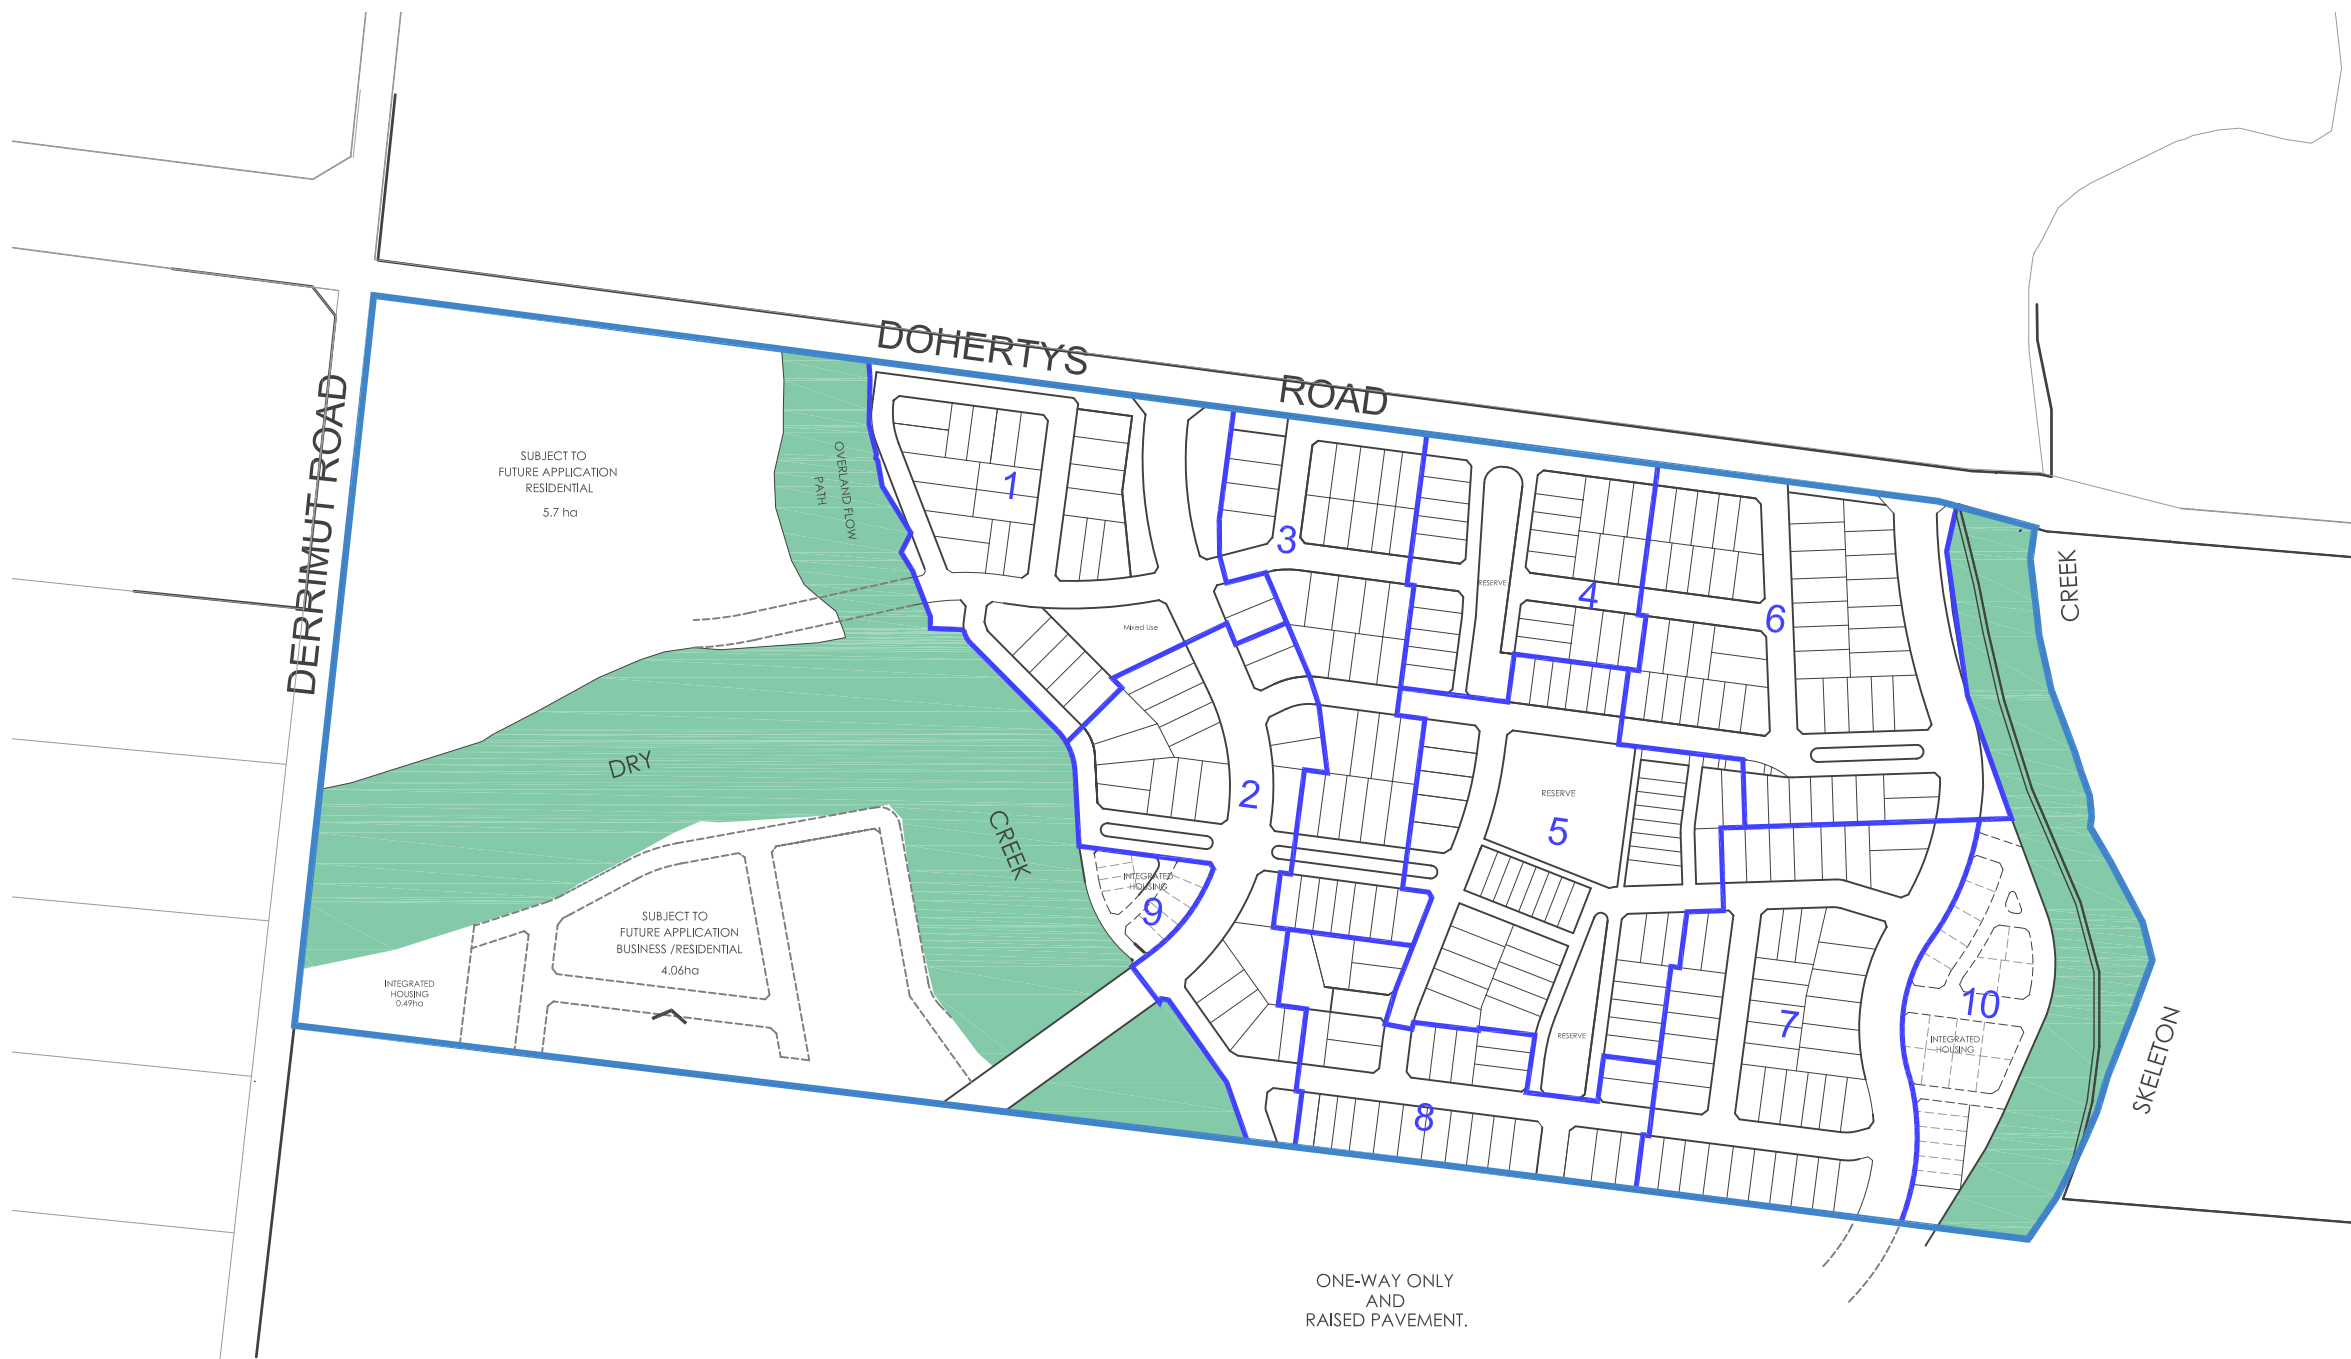 DOHERTYS ROAD
DERRIMUT ROAD
SUBJECT TO
FUTURE APPLICATION
RESIDENTIAL
5.7 ha
OVERLAND FLOW
PATH
1
3
RESERVE
4
6
CREEK
Mixed Use
DRY
CREEK
2
RESERVE
5
INTEGRATED
HOUSING
9
SUBJECT TO
FUTURE APPLICATION
BUSINESS /RESIDENTIAL
4.06ha
INTEGRATED
HOUSING
0.49ha
RESERVE
7
10
INTEGRATED
HOUSING
SKELETON
8
ONE-WAY ONLY
AND
RAISED PAVEMENT.